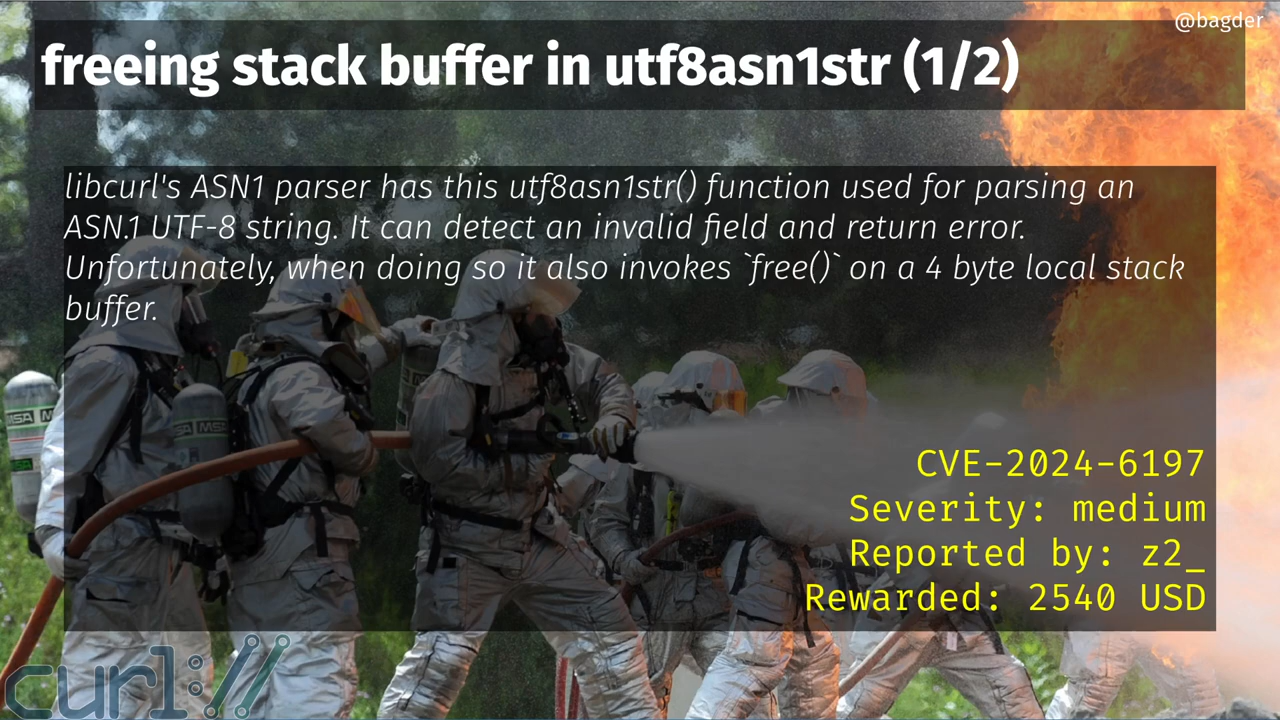 @bagder
freeing stack buffer in utf8asn1str (1/2)
libcurl's ASN1 parser has this utf8asn1str() function used for parsing an
ASN.1 UTF-8 string. It can detect an invalid field and return error.
Unfortunately, when doing so it also invokes `free()` on a 4 byte local stack
buffer.
MSA
MSA
CVE-2024-6197
Severity: medium
Reported by: z2_
Rewarded: 2540 USD
curl://